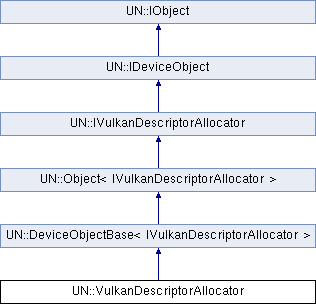 UN::IObject
UN::IDeviceObject
UN::IVulkanDescriptorAllocator
UN::Object< IVulkanDescriptorAllocator >
UN::DeviceObjectBase< IVulkanDescriptorAllocator >
UN::VulkanDescriptorAllocator